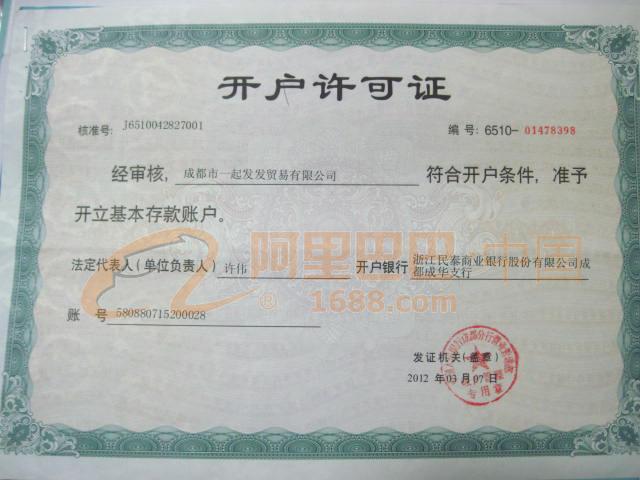 开户许可证
核准号: J6510042827001 编号: 6510-01478398
经审核, 成都市一起发发贸易有限公司 符合开户条件, 准予
开立基本存款账户。
法定代表人(单位负责人) 许伟 开户银行 浙江民泰商业银行股份有限公司成
都成华支行
账号 580880715200028
发证机关(盖章)
2012 年 03 月 07 日
专用章
阿里巴巴·中国
1688.com